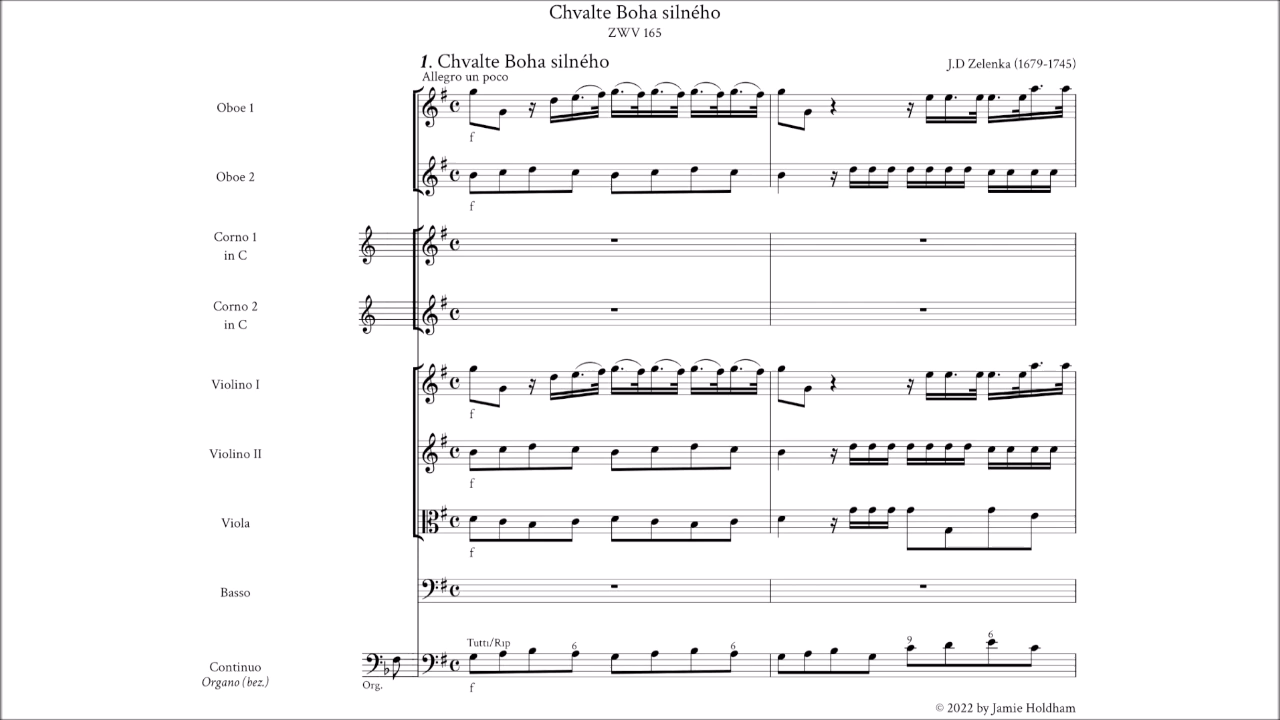 Chvalte Boha silného
ZWV 165
1. Chvalte Boha silného
J.D Zelenka (1679-1745)
Allegro un poco
Oboe 1
f
Oboe 2
f
Corno 1
in C
Corno 2
in C
Violino I
f
Violino II
f
Viola
f
Basso
Tutti/Rip
6
6
9
6
Continuo
Organo (bez.)
Org.
f
© 2022 by Jamie Holdham